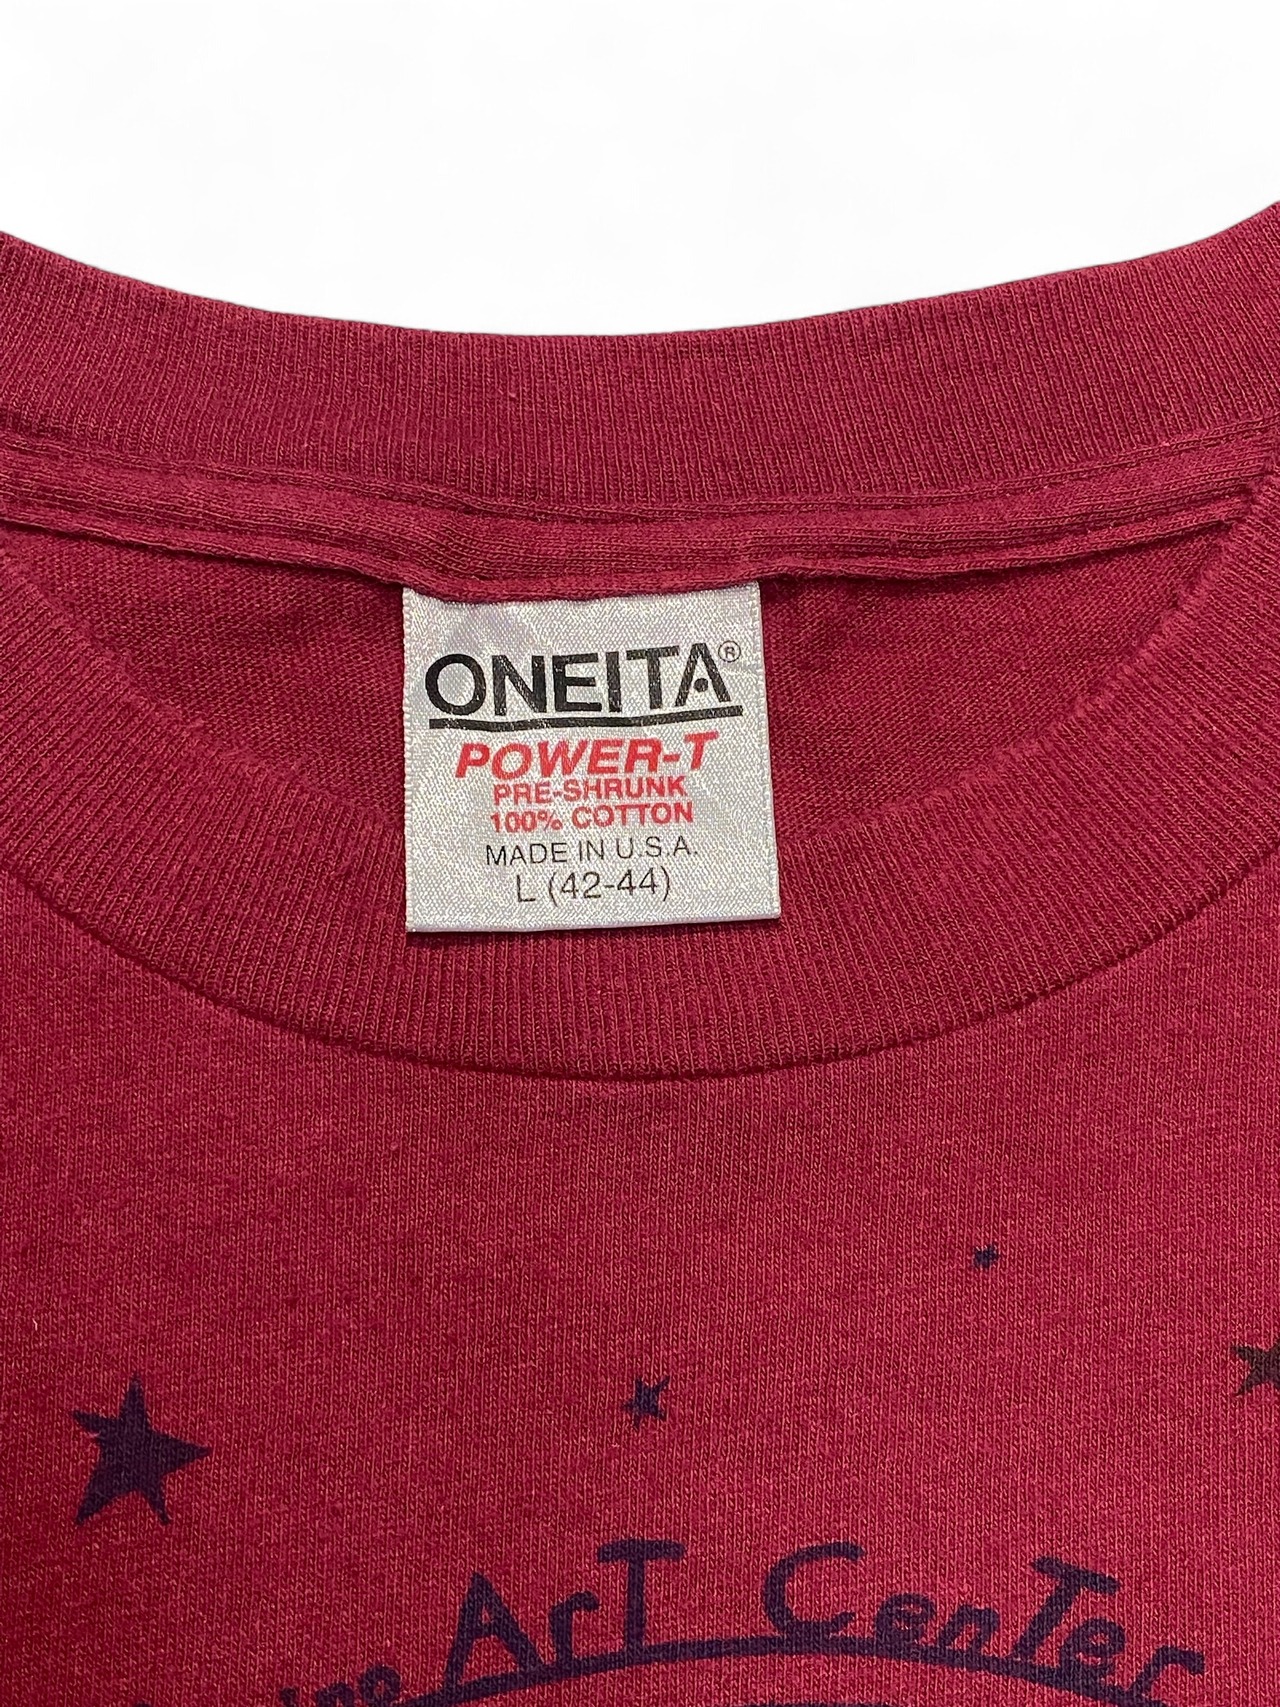 ONEITA®
POWER-T
PRE-SHRUNK
100% COTTON
MADE IN U.S.A.
L (42-44)
ArT CenTer